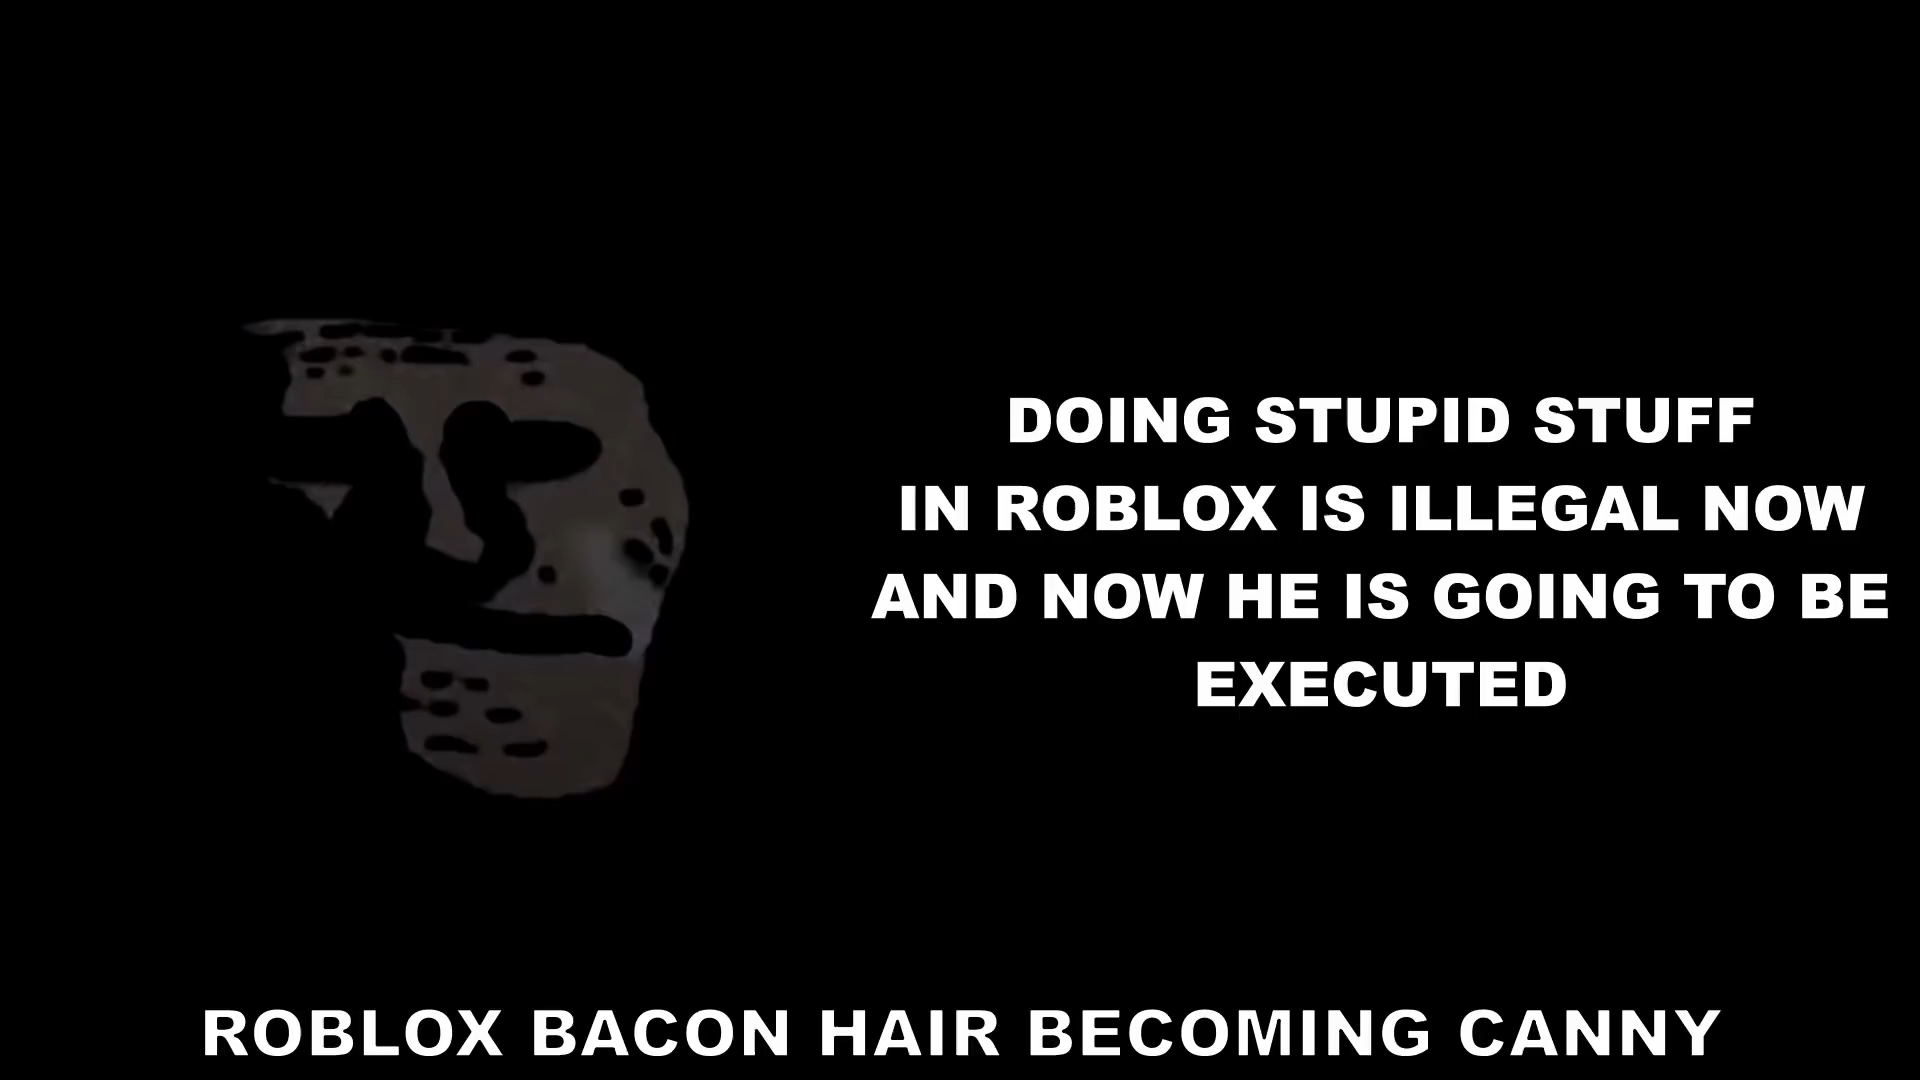 DOING STUPID STUFF
IN ROBLOX IS ILLEGAL NOW
AND NOW HE IS GOING TO BE
EXECUTED
ROBLOX BACON HAIR BECOMING CANNY